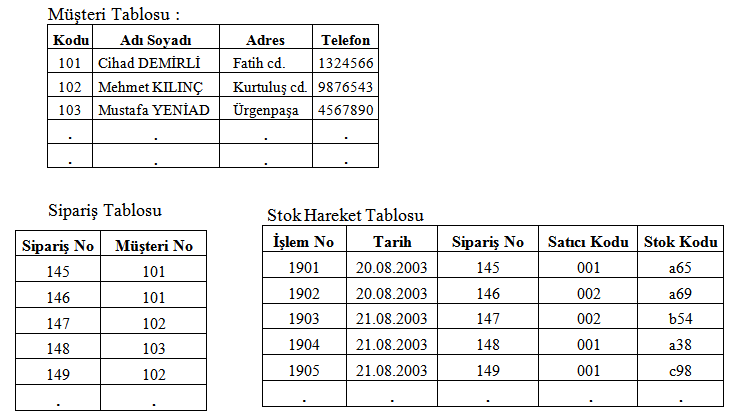 Müşteri Tablosu :
Kodu Adı Soyadı Adres Telefon
101 Cihad DEMİRLİ Fatih cd. 1324566
102 Mehmet KILINÇ Kurtuluş cd. 9876543
103 Mustafa YENİAD Ürgenpaşa 4567890
. . . .
. . . .
Sipariş Tablosu
Sipariş No Müşteri No
145 101
146 101
147 102
148 103
149 102
. .
Stok Hareket Tablosu
İşlem No Tarih Sipariş No Satıcı Kodu Stok Kodu
1901 20.08.2003 145 001 a65
1902 20.08.2003 146 002 a69
1903 21.08.2003 147 002 b54
1904 21.08.2003 148 001 a38
1905 21.08.2003 149 001 c98
. . . . .